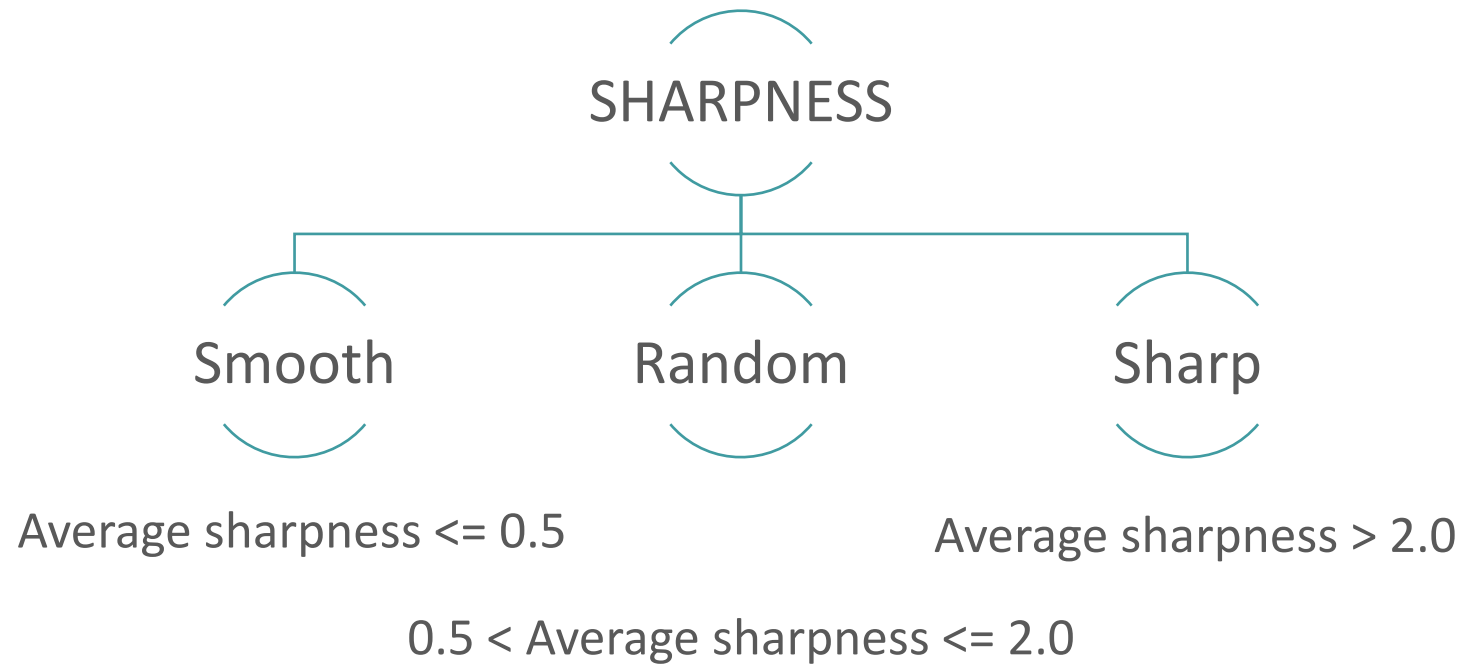 SHARPNESS
Smooth
Random
Sharp
Average sharpness <= 0.5
Average sharpness > 2.0
0.5 < Average sharpness <= 2.0